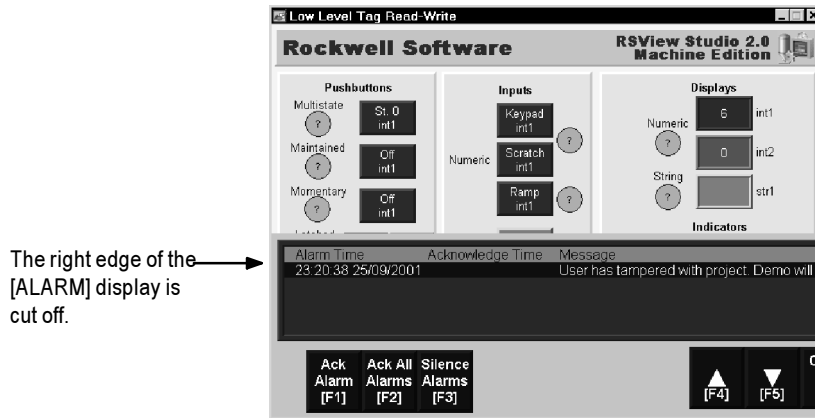 Low Level Tag Read-Write
Rockwell Software
RSView Studio 2.0
Machine Edition
Pushbuttons
Multistate
?
St. 0
int1
Maintained
?
Off
int1
Momentary
?
Off
int1
Latched
Inputs
Numeric
Keypad
int1
Scratch
int1
Ramp
int1
?
?
Displays
Numeric
?
6
int1
0
int2
String
?
str1
Indicators
The right edge of the
[ALARM] display is
cut off.
Alarm Time Acknowledge Time Message
23:20:38 25/09/2001 User has tampered with project. Demo will
Ack
Alarm
[F1]
Ack All
Alarms
[F2]
Silence
Alarms
[F3]
[F4]
[F5]